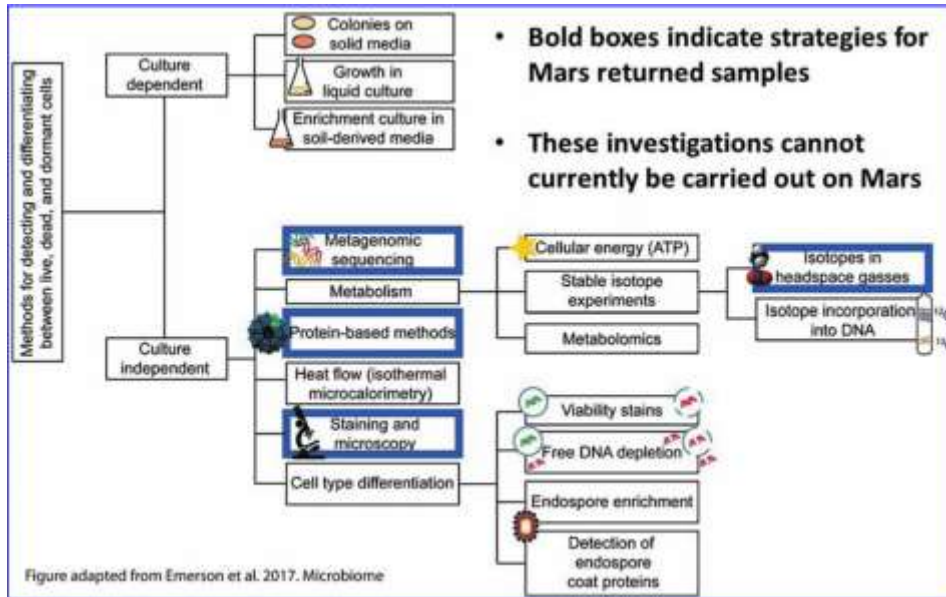 Methods for detecting and differentiating
between live, dead, and dormant cells
Culture
dependent
Colonies on
solid media
Growth in
liquid culture
Enrichment culture in
soil-derived media
• Bold boxes indicate strategies for
Mars returned samples
• These investigations cannot
currently be carried out on Mars
Culture
independent
Metagenomic
sequencing
Metabolism
Protein-based methods
Heat flow (isothermal
microcalorimetry)
Staining and
microscopy
Cell type differentiation
Cellular energy (ATP)
Stable isotope
experiments
Metabolomics
Isotopes in
headspace gasses
Isotope incorporation
into DNA
Viability stains
Free DNA depletion
Endospore enrichment
Detection of
endospore
coat proteins
Figure adapted from Emerson et al. 2017. Microbiome